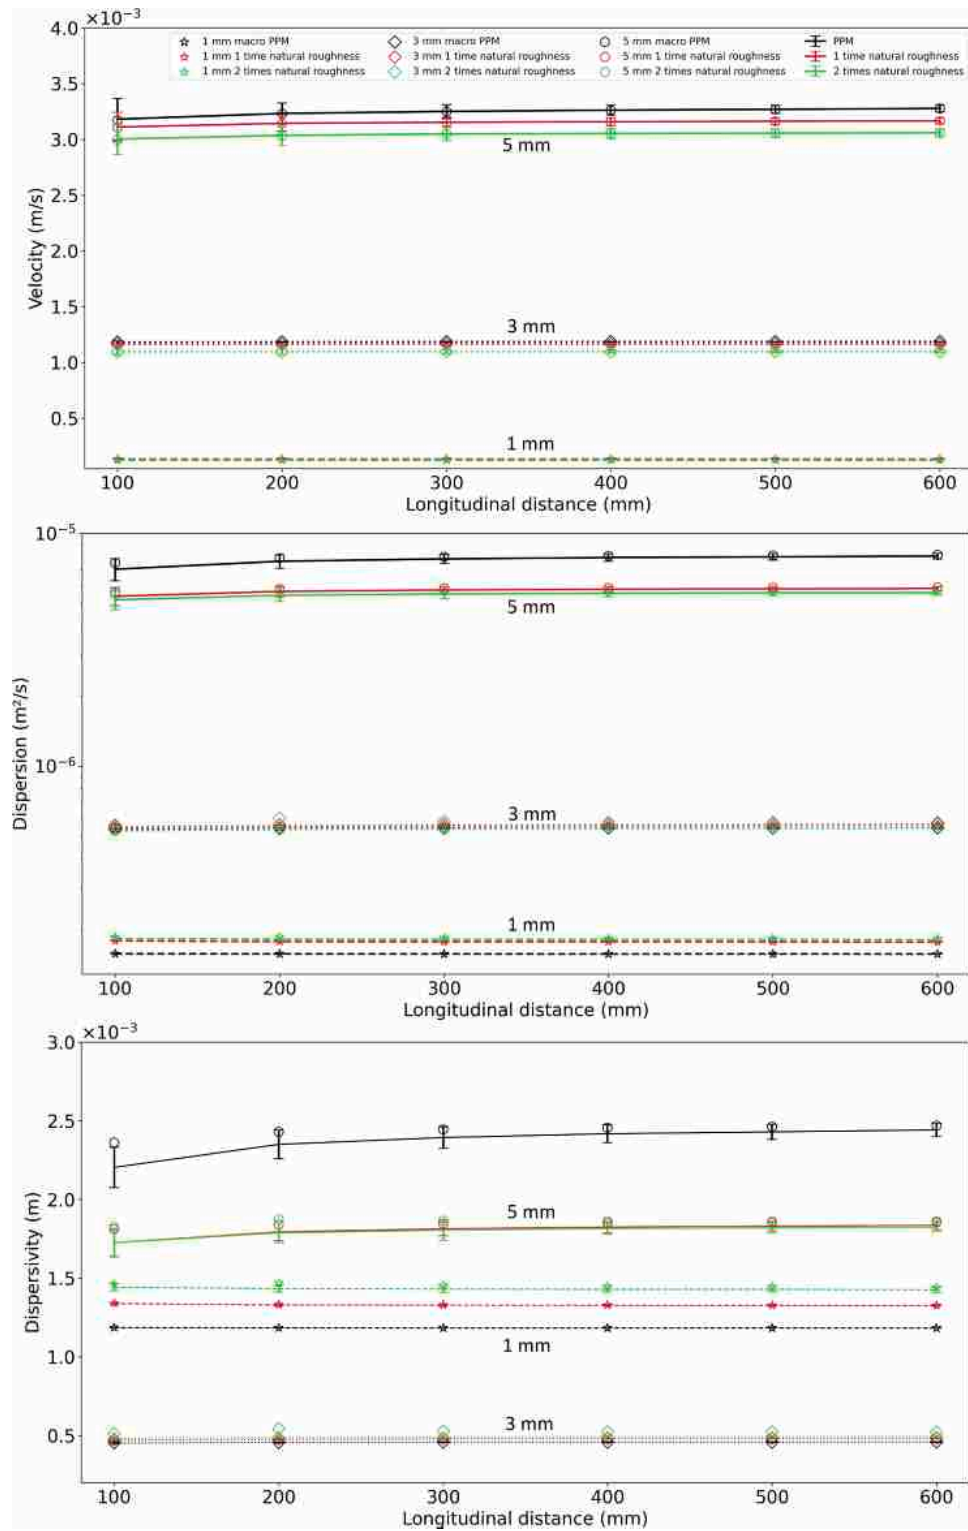 ×10⁻³
4.0
1 mm macro PPM 3 mm macro PPM 5 mm macro PPM PPM
1 mm 1 time natural roughness 3 mm 1 time natural roughness 5 mm 1 time natural roughness 1 time natural roughness
1 mm 2 times natural roughness 3 mm 2 times natural roughness 5 mm 2 times natural roughness 2 times natural roughness
3.5
3.0
5 mm
2.5
2.0
Velocity (m/s)
1.5
3 mm
1.0
0.5
1 mm
100 200 300 400 500 600
Longitudinal distance (mm)
10⁻⁵
5 mm
Dispersion (m²/s)
10⁻⁶
3 mm
1 mm
100 200 300 400 500 600
Longitudinal distance (mm)
×10⁻³
3.0
2.5
2.0
5 mm
Dispersivity (m)
1.5
1 mm
1.0
3 mm
0.5
100 200 300 400 500 600
Longitudinal distance (mm)